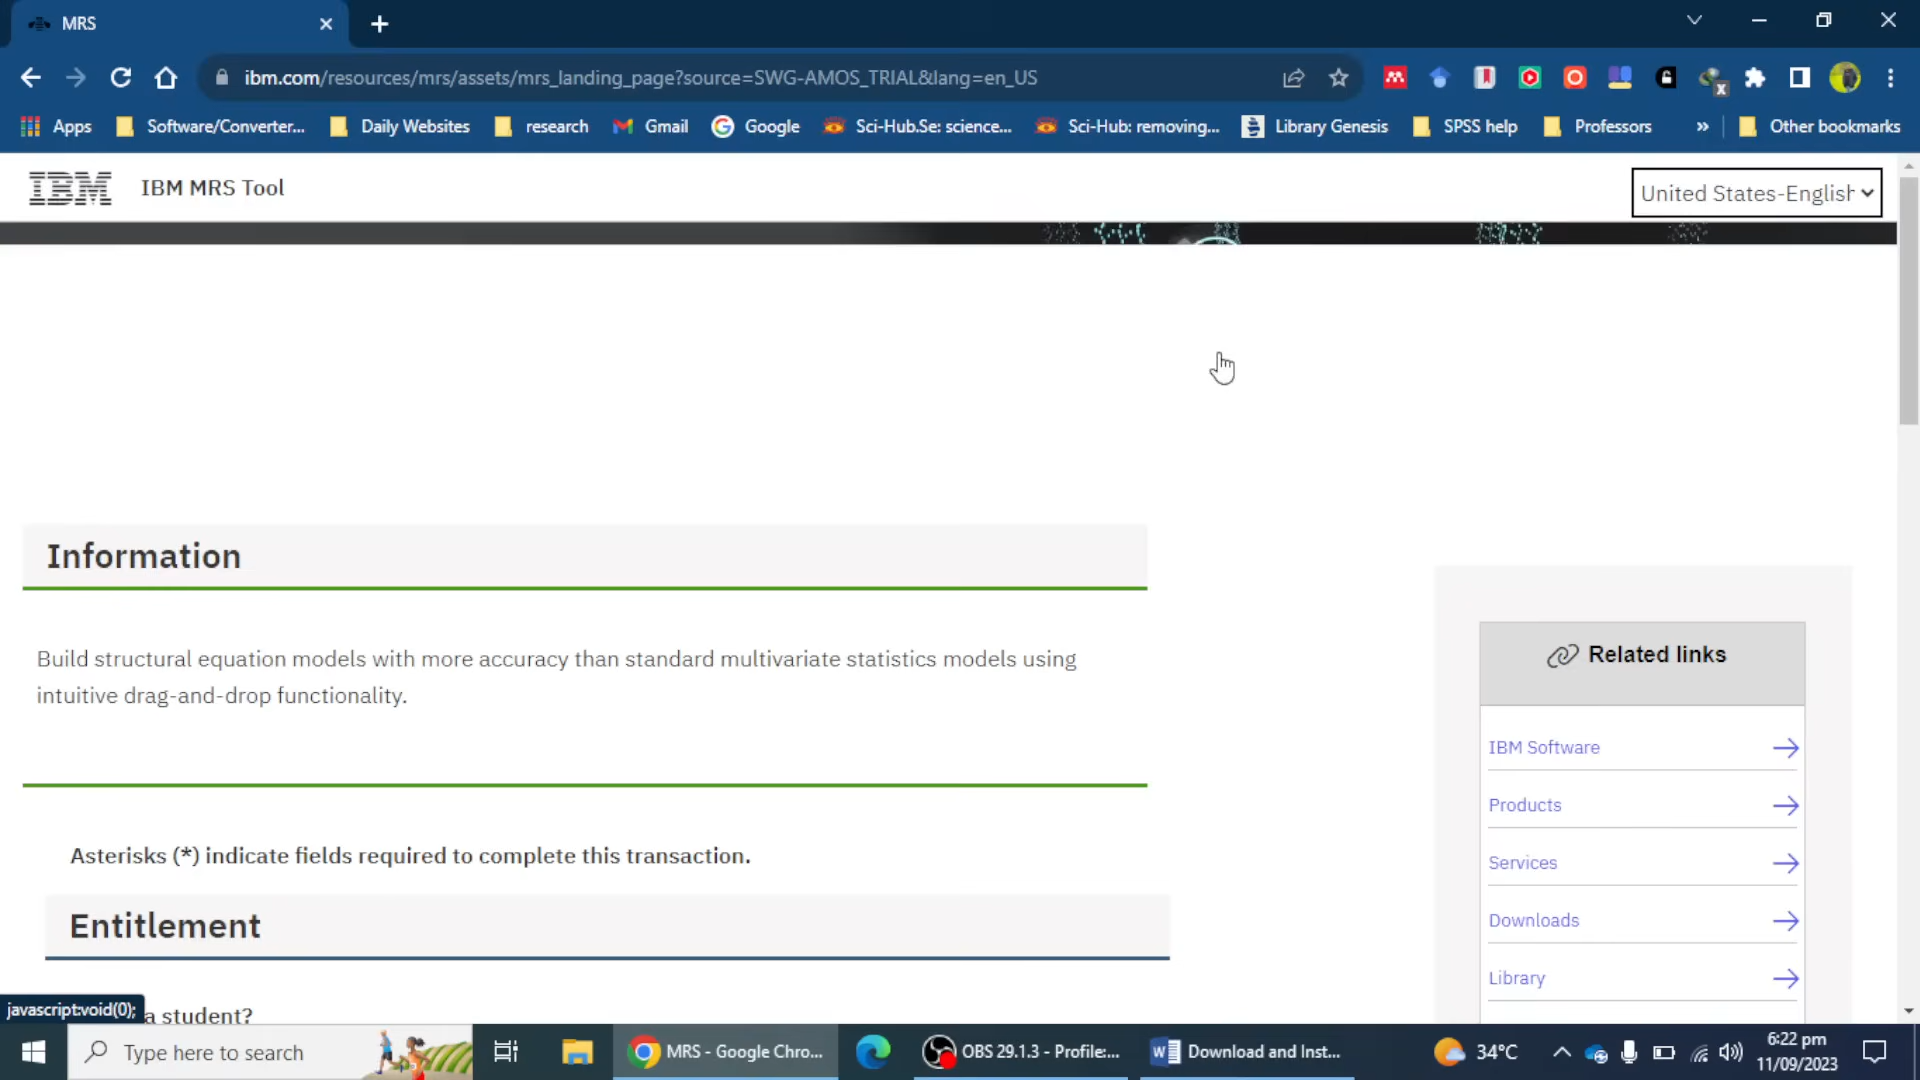 MRS
ibm.com/resources/mrs/assets/mrs_landing_page?source=SWG-AMOS_TRIAL&lang=en_US
Apps
Software/Converter...
Daily Websites
research
Gmail
Google
Sci-Hub.Se: science...
Sci-Hub: removing...
Library Genesis
SPSS help
Professors
»
Other bookmarks
IBM
IBM MRS Tool
United States-English
Information
Build structural equation models with more accuracy than standard multivariate statistics models using
intuitive drag-and-drop functionality.
Related links
IBM Software
Products
Services
Downloads
Library
Asterisks (*) indicate fields required to complete this transaction.
Entitlement
a student?
javascript:void(0);
Type here to search
MRS - Google Chro...
OBS 29.1.3 - Profile:...
Download and Inst...
34°C
6:22 pm
11/09/2023